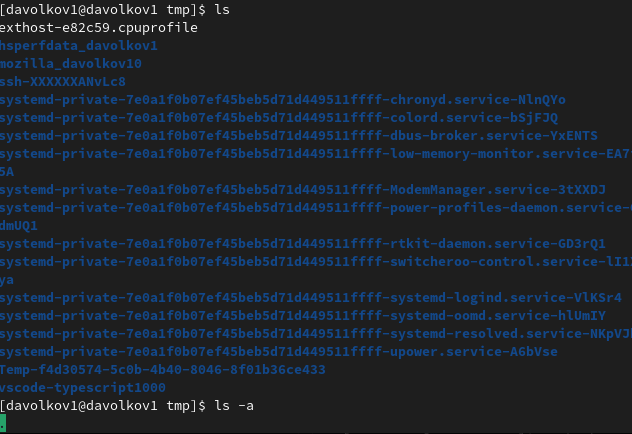 [davolkov1@davolkov1 tmp]$ ls
exthost-e82c59.cpuprofile
hsperfdata_davolkov1
mozilla_davolkov10
ssh-XXXXXXANvLc8
systemd-private-7e0a1f0b07ef45beb5d71d449511ffff-chronyd.service-NlnQYo
systemd-private-7e0a1f0b07ef45beb5d71d449511ffff-colord.service-bSjFJQ
systemd-private-7e0a1f0b07ef45beb5d71d449511ffff-dbus-broker.service-YxENTS
systemd-private-7e0a1f0b07ef45beb5d71d449511ffff-low-memory-monitor.service-EA7
5A
systemd-private-7e0a1f0b07ef45beb5d71d449511ffff-ModemManager.service-3tXXDJ
systemd-private-7e0a1f0b07ef45beb5d71d449511ffff-power-profiles-daemon.service-
dmUQ1
systemd-private-7e0a1f0b07ef45beb5d71d449511ffff-rtkit-daemon.service-GD3rQ1
systemd-private-7e0a1f0b07ef45beb5d71d449511ffff-switcheroo-control.service-lI1
ya
systemd-private-7e0a1f0b07ef45beb5d71d449511ffff-systemd-logind.service-VlKSr4
systemd-private-7e0a1f0b07ef45beb5d71d449511ffff-systemd-oomd.service-hlUmIY
systemd-private-7e0a1f0b07ef45beb5d71d449511ffff-systemd-resolved.service-NKpVJ
systemd-private-7e0a1f0b07ef45beb5d71d449511ffff-upower.service-A6bVse
Temp-f4d30574-5c0b-4b40-8046-8f01b36ce433
vscode-typescript1000
[davolkov1@davolkov1 tmp]$ ls -a
.